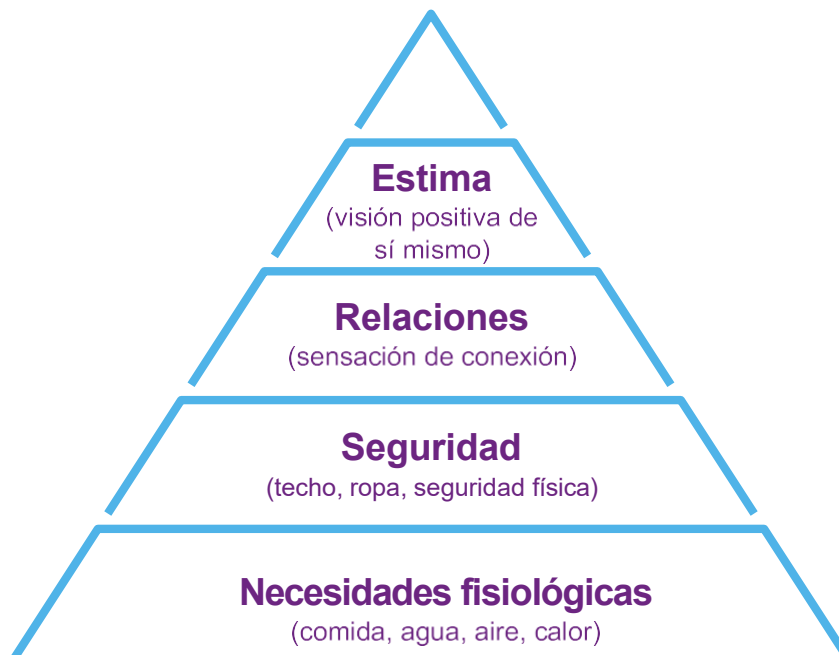 Estima
(visión positiva de
sí mismo)
Relaciones
(sensación de conexión)
Seguridad
(techo, ropa, seguridad física)
Necesidades fisiológicas
(comida, agua, aire, calor)